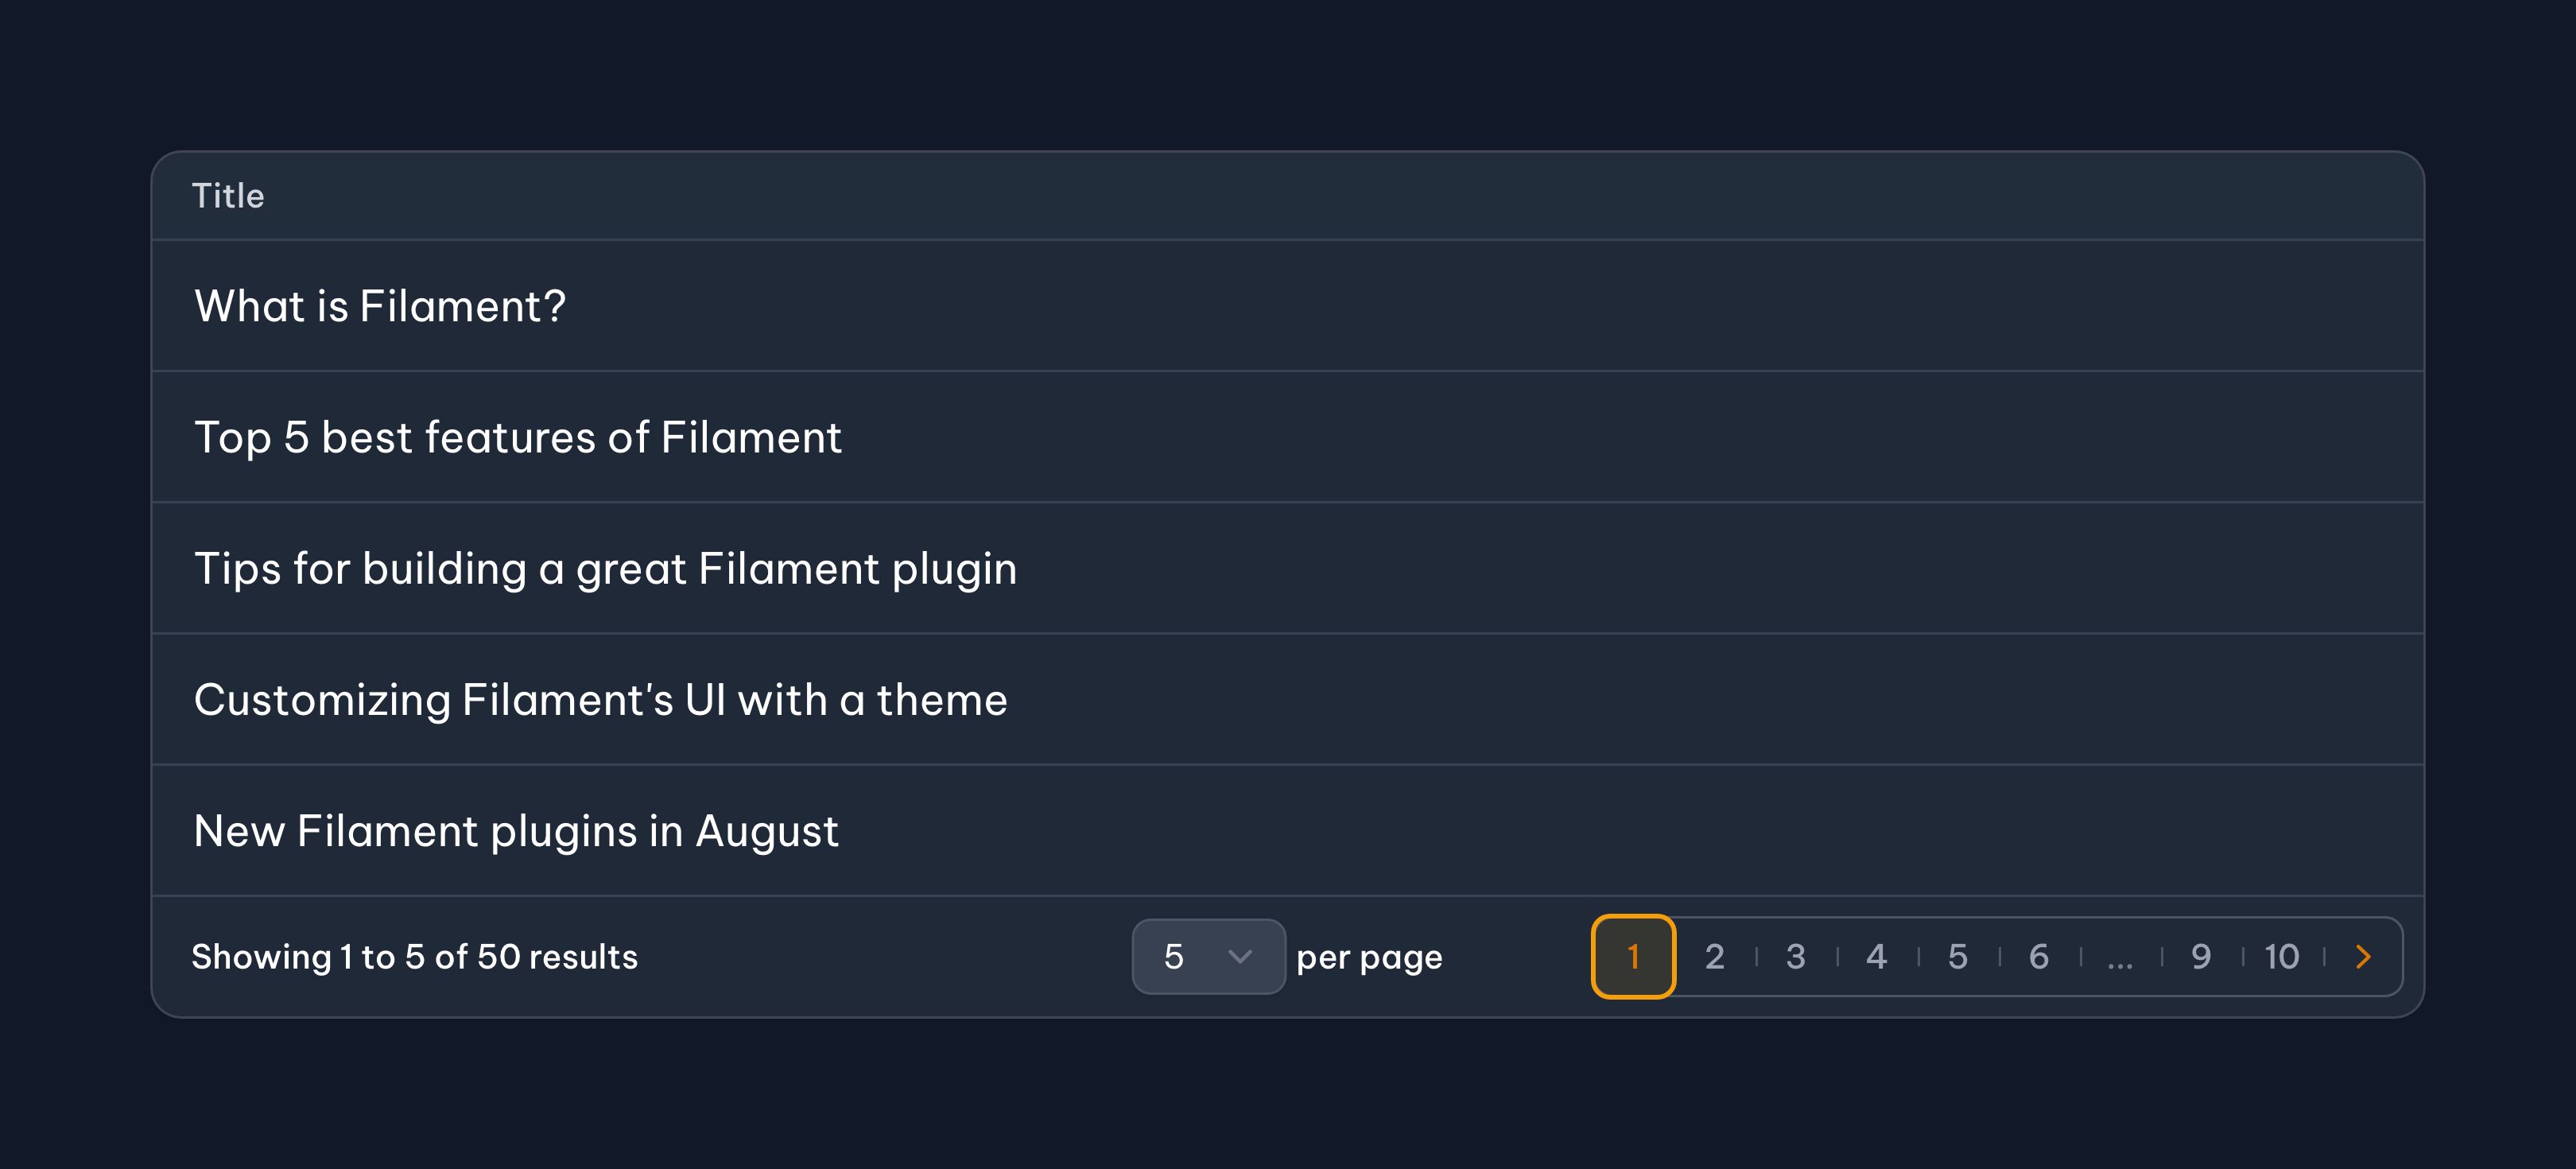 Title
What is Filament?
Top 5 best features of Filament
Tips for building a great Filament plugin
Customizing Filament's UI with a theme
New Filament plugins in August
Showing 1 to 5 of 50 results 5 per page 1 2 3 4 5 6 ... 9 10